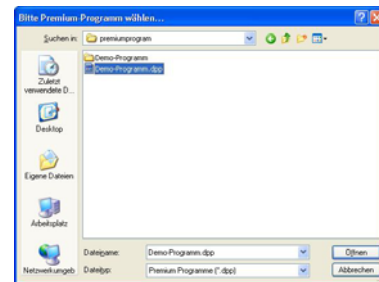 Bitte Premium-Programm wählen...
Suchen in:
premiumprogram
Demo-Programm
Demo-Programm.dpp
Zuletzt
verwendete D...
Desktop
Eigene Dateien
Arbeitsplatz
Netzwerkumgeb
Dateiname:
Demo-Programm.dpp
Öffnen
Dateityp:
Premium Programme (*.dpp)
Abbrechen